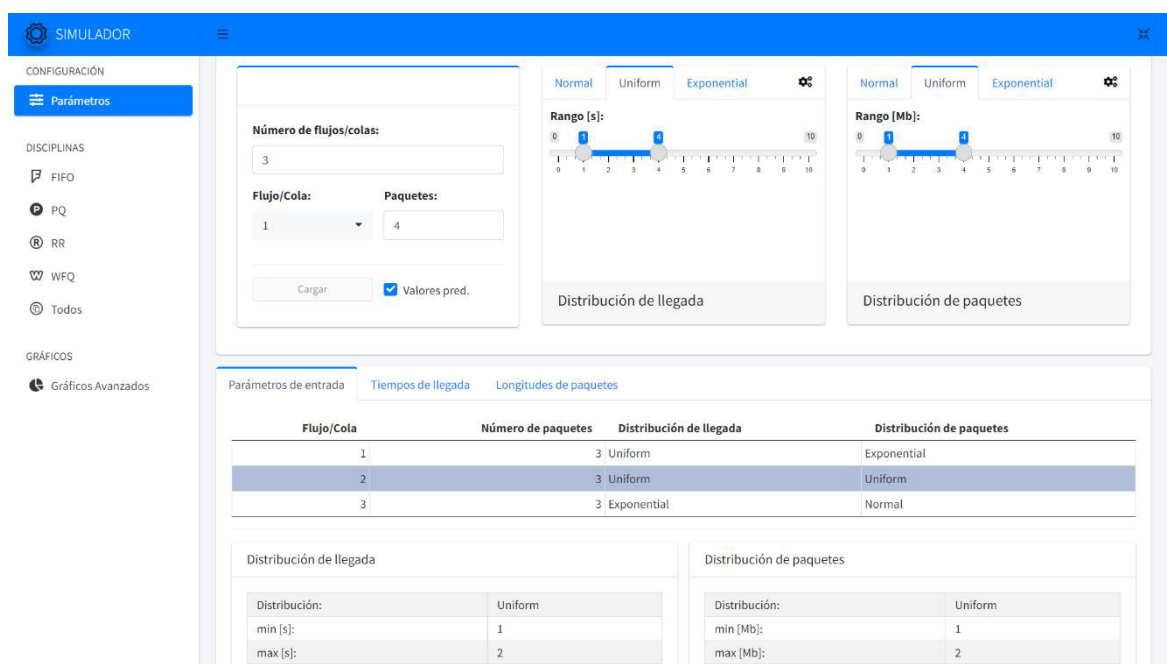 SIMULADOR
CONFIGURACIÓN
Parámetros
DISCIPLINAS
FIFO
PQ
RR
WFQ
Todos
GRÁFICOS
Gráficos Avanzados
Número de flujos/colas:
3
Flujo/Cola: Paquetes:
1 4
Cargar Valores pred.
Normal Uniform Exponential
Rango [s]:
0 1 4 10
0 1 2 3 4 5 6 7 8 9 10
Distribución de llegada
Normal Uniform Exponential
Rango [Mb]:
0 1 4 10
0 1 2 3 4 5 6 7 8 9 10
Distribución de paquetes
Parámetros de entrada Tiempos de llegada Longitudes de paquetes
Flujo/Cola Número de paquetes Distribución de llegada Distribución de paquetes
1 3 Uniform Exponential
2 3 Uniform Uniform
3 3 Exponential Normal
Distribución de llegada
Distribución: Uniform
min [s]: 1
max [s]: 2
Distribución de paquetes
Distribución: Uniform
min [Mb]: 1
max [Mb]: 2